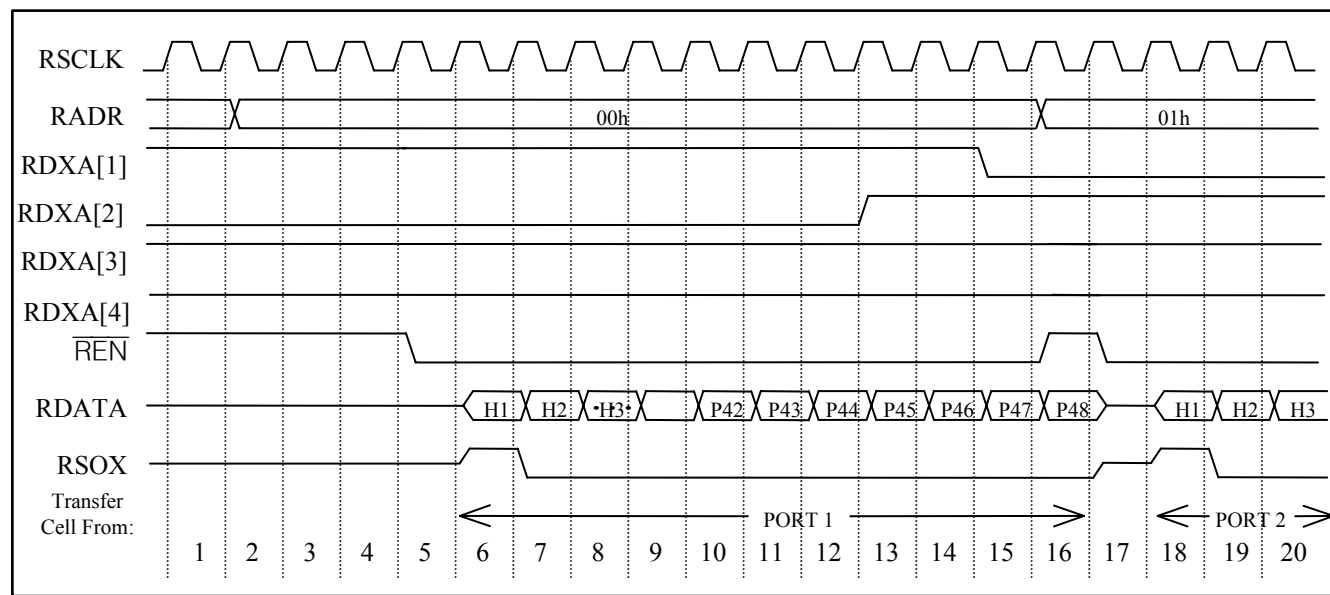 RSCLK
RADR 00h 01h
RDXA[1]
RDXA[2]
RDXA[3]
RDXA[4]
REN
RDATA H1 H2 •H3• P42 P43 P44 P45 P46 P47 P48 H1 H2 H3
RSOX
Transfer
Cell From: PORT 1 PORT 2
1 2 3 4 5 6 7 8 9 10 11 12 13 14 15 16 17 18 19 20